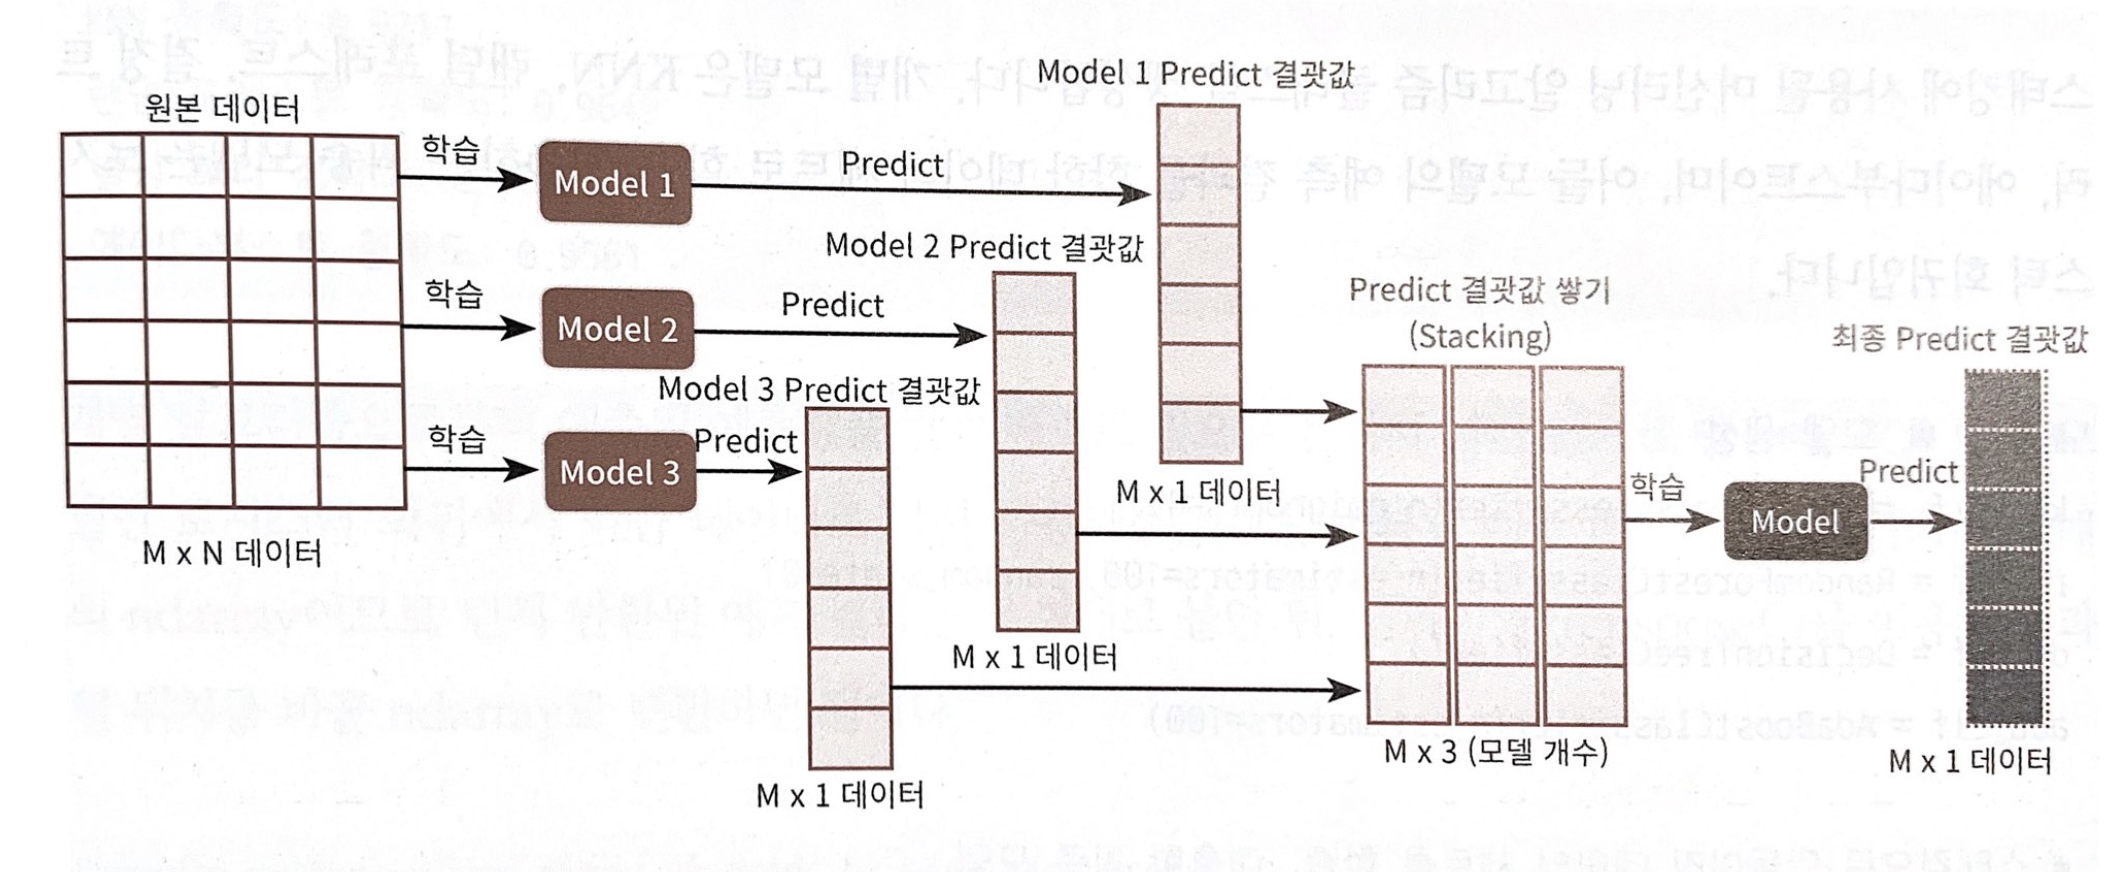 원본 데이터
학습
Model 1
Predict
Model 1 Predict 결괏값
M x 1 데이터
학습
Model 2
Predict
Model 2 Predict 결괏값
M x 1 데이터
학습
Model 3
Predict
Model 3 Predict 결괏값
M x 1 데이터
M x N 데이터
Predict 결괏값 쌓기
(Stacking)
M x 3 (모델 개수)
학습
Model
Predict
최종 Predict 결괏값
M x 1 데이터